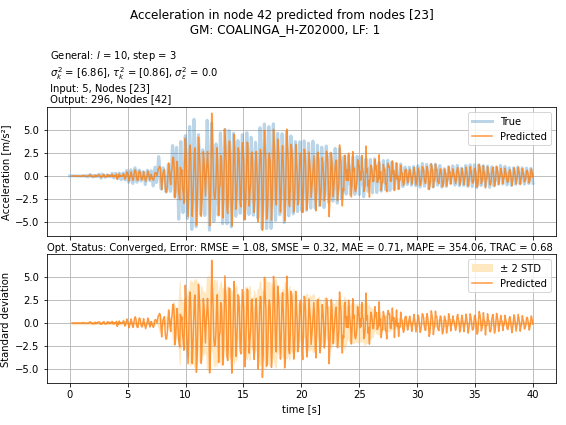 Acceleration in node 42 predicted from nodes [23]
GM: COALINGA_H-Z02000, LF: 1
General: l = 10, step = 3
σ²ₖ = [6.86], τ²ₖ = [0.86], σ²ₑ = 0.0
Input: 5, Nodes [23]
Output: 296, Nodes [42]
Acceleration [m/s²]
5.0
2.5
0.0
−2.5
−5.0
True
Predicted
Opt. Status: Converged, Error: RMSE = 1.08, SMSE = 0.32, MAE = 0.71, MAPE = 354.06, TRAC = 0.68
Standard deviation
5.0
2.5
0.0
−2.5
−5.0
± 2 STD
Predicted
0 5 10 15 20 25 30 35 40
time [s]